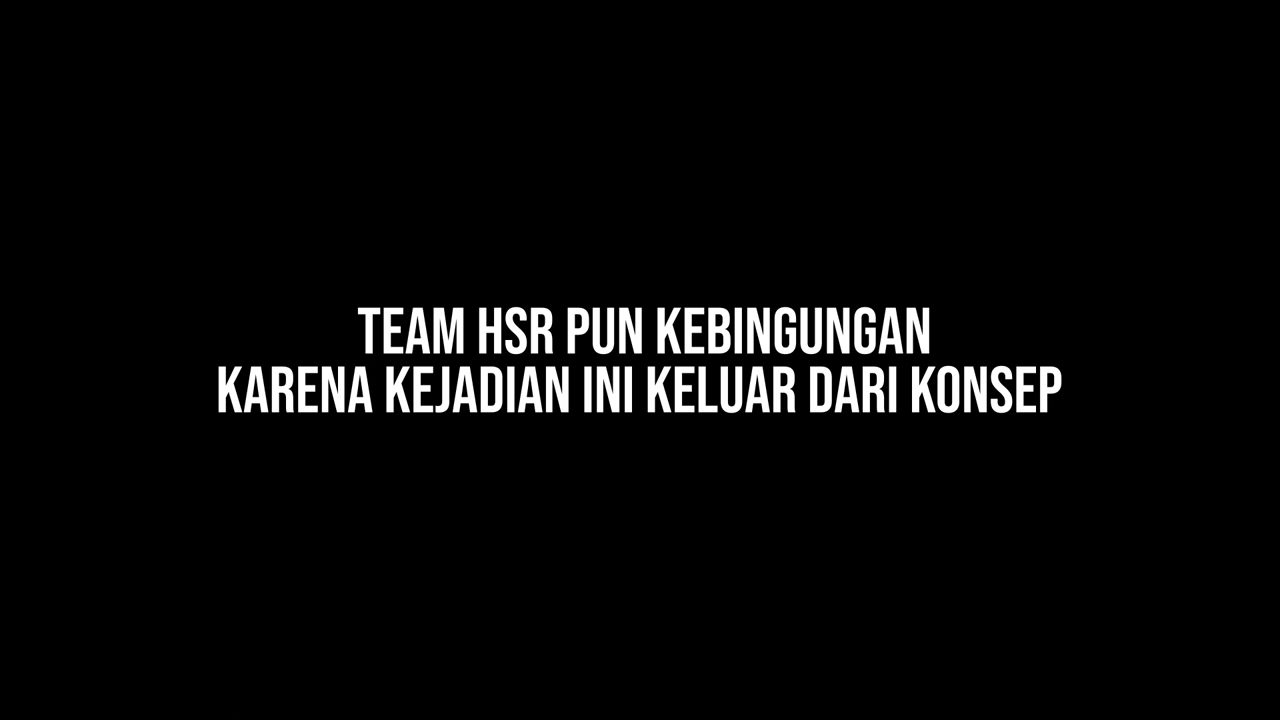 TEAM HSR PUN KEBINGUNGAN
KARENA KEJADIAN INI KELUAR DARI KONSEP